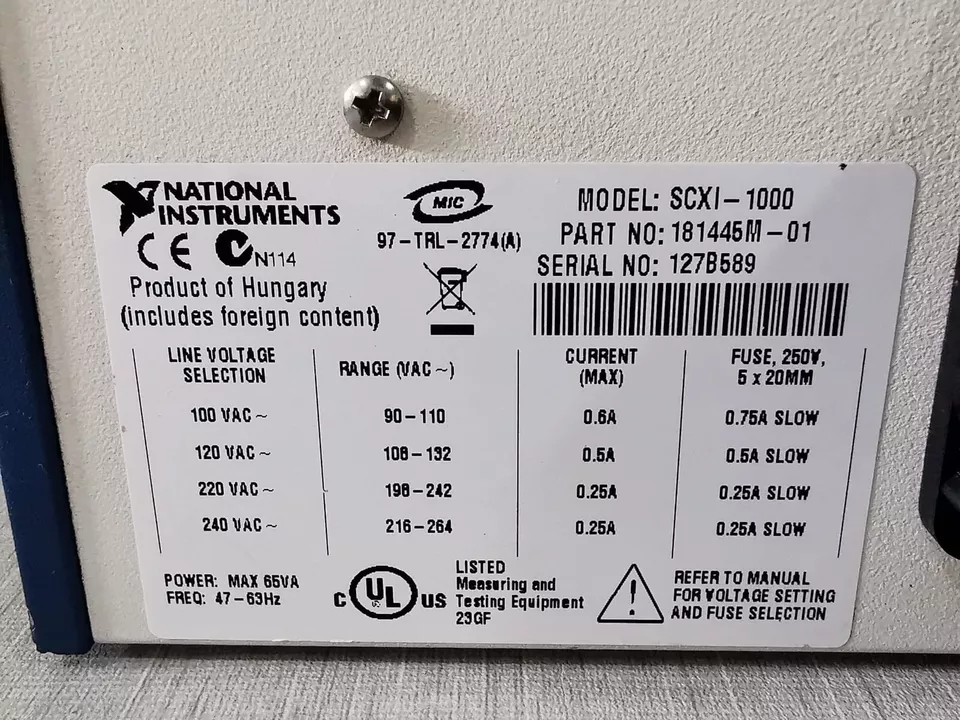 NATIONAL
INSTRUMENTS
CE N114
Product of Hungary
(includes foreign content)
MIC
97-TRL-2774(A)
MODEL: SCXI-1000
PART NO: 181445M-01
SERIAL NO: 127B589
LINE VOLTAGE SELECTION RANGE (VAC~) CURRENT (MAX) FUSE, 250V, 5 x 20MM
100 VAC~ 90-110 0.6A 0.75A SLOW
120 VAC~ 108-132 0.5A 0.5A SLOW
220 VAC~ 198-242 0.25A 0.25A SLOW
240 VAC~ 216-264 0.25A 0.25A SLOW
POWER: MAX 65VA
FREQ: 47-63Hz
C UL US
LISTED
Measuring and
Testing Equipment
23GF
REFER TO MANUAL
FOR VOLTAGE SETTING
AND FUSE SELECTION